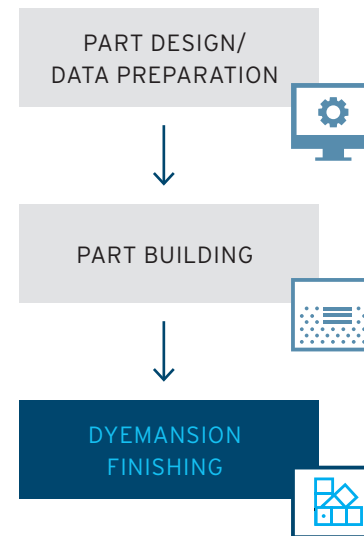 PART DESIGN/
DATA PREPARATION
PART BUILDING
DYEMANSION
FINISHING